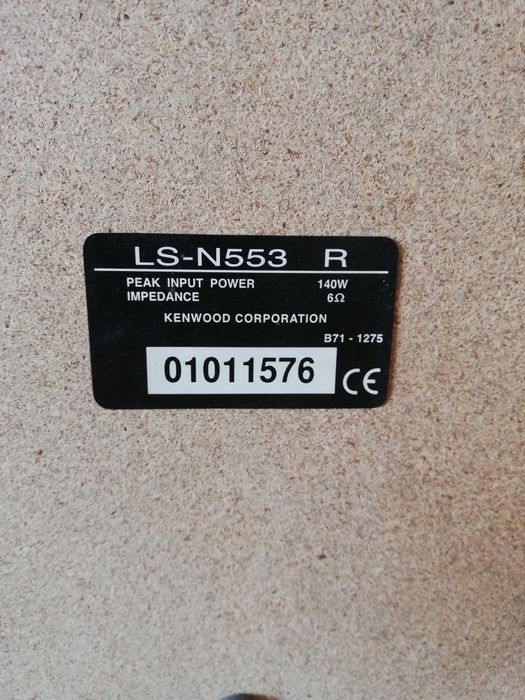 LS-N553 R
PEAK INPUT POWER 140W
IMPEDANCE 6Ω
KENWOOD CORPORATION
B71 - 1275
01011576 CE